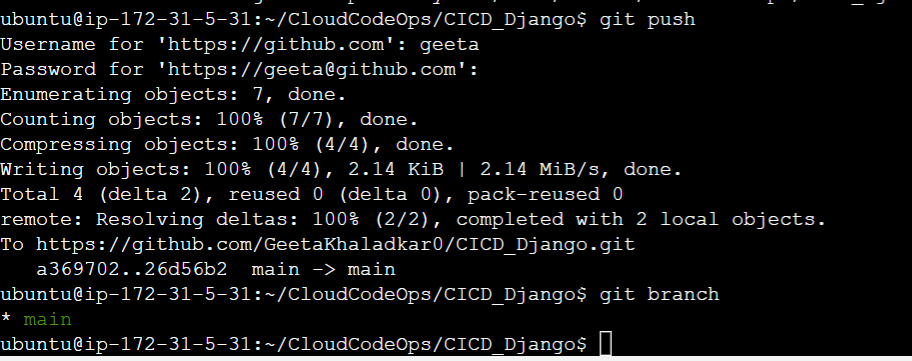 ubuntu@ip-172-31-5-31:~/CloudCodeOps/CICD_Django$ git push
Username for 'https://github.com': geeta
Password for 'https://geeta@github.com':
Enumerating objects: 7, done.
Counting objects: 100% (7/7), done.
Compressing objects: 100% (4/4), done.
Writing objects: 100% (4/4), 2.14 KiB | 2.14 MiB/s, done.
Total 4 (delta 2), reused 0 (delta 0), pack-reused 0
remote: Resolving deltas: 100% (2/2), completed with 2 local objects.
To https://github.com/GeetaKhaladkar0/CICD_Django.git
   a369702..26d56b2  main -> main
ubuntu@ip-172-31-5-31:~/CloudCodeOps/CICD_Django$ git branch
* main
ubuntu@ip-172-31-5-31:~/CloudCodeOps/CICD_Django$